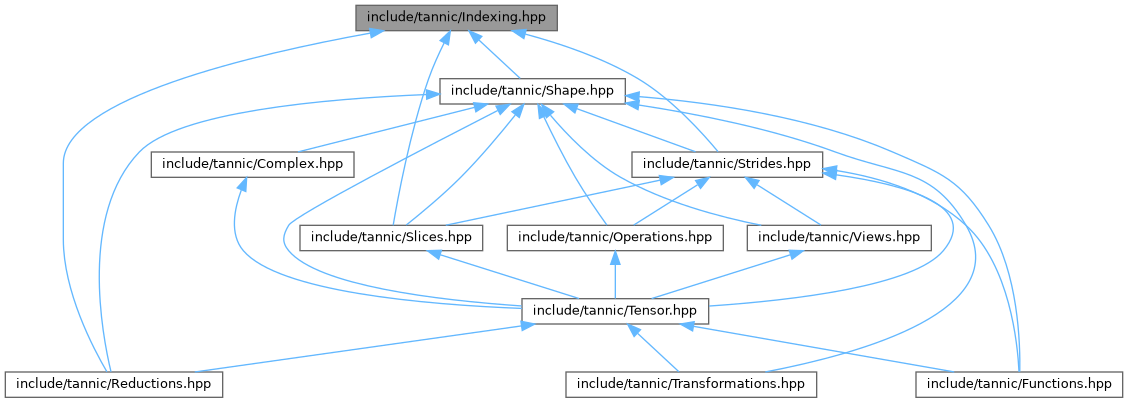 include/tannic/Indexing.hpp
include/tannic/Shape.hpp
include/tannic/Complex.hpp
include/tannic/Strides.hpp
include/tannic/Slices.hpp
include/tannic/Operations.hpp
include/tannic/Views.hpp
include/tannic/Tensor.hpp
include/tannic/Reductions.hpp
include/tannic/Transformations.hpp
include/tannic/Functions.hpp